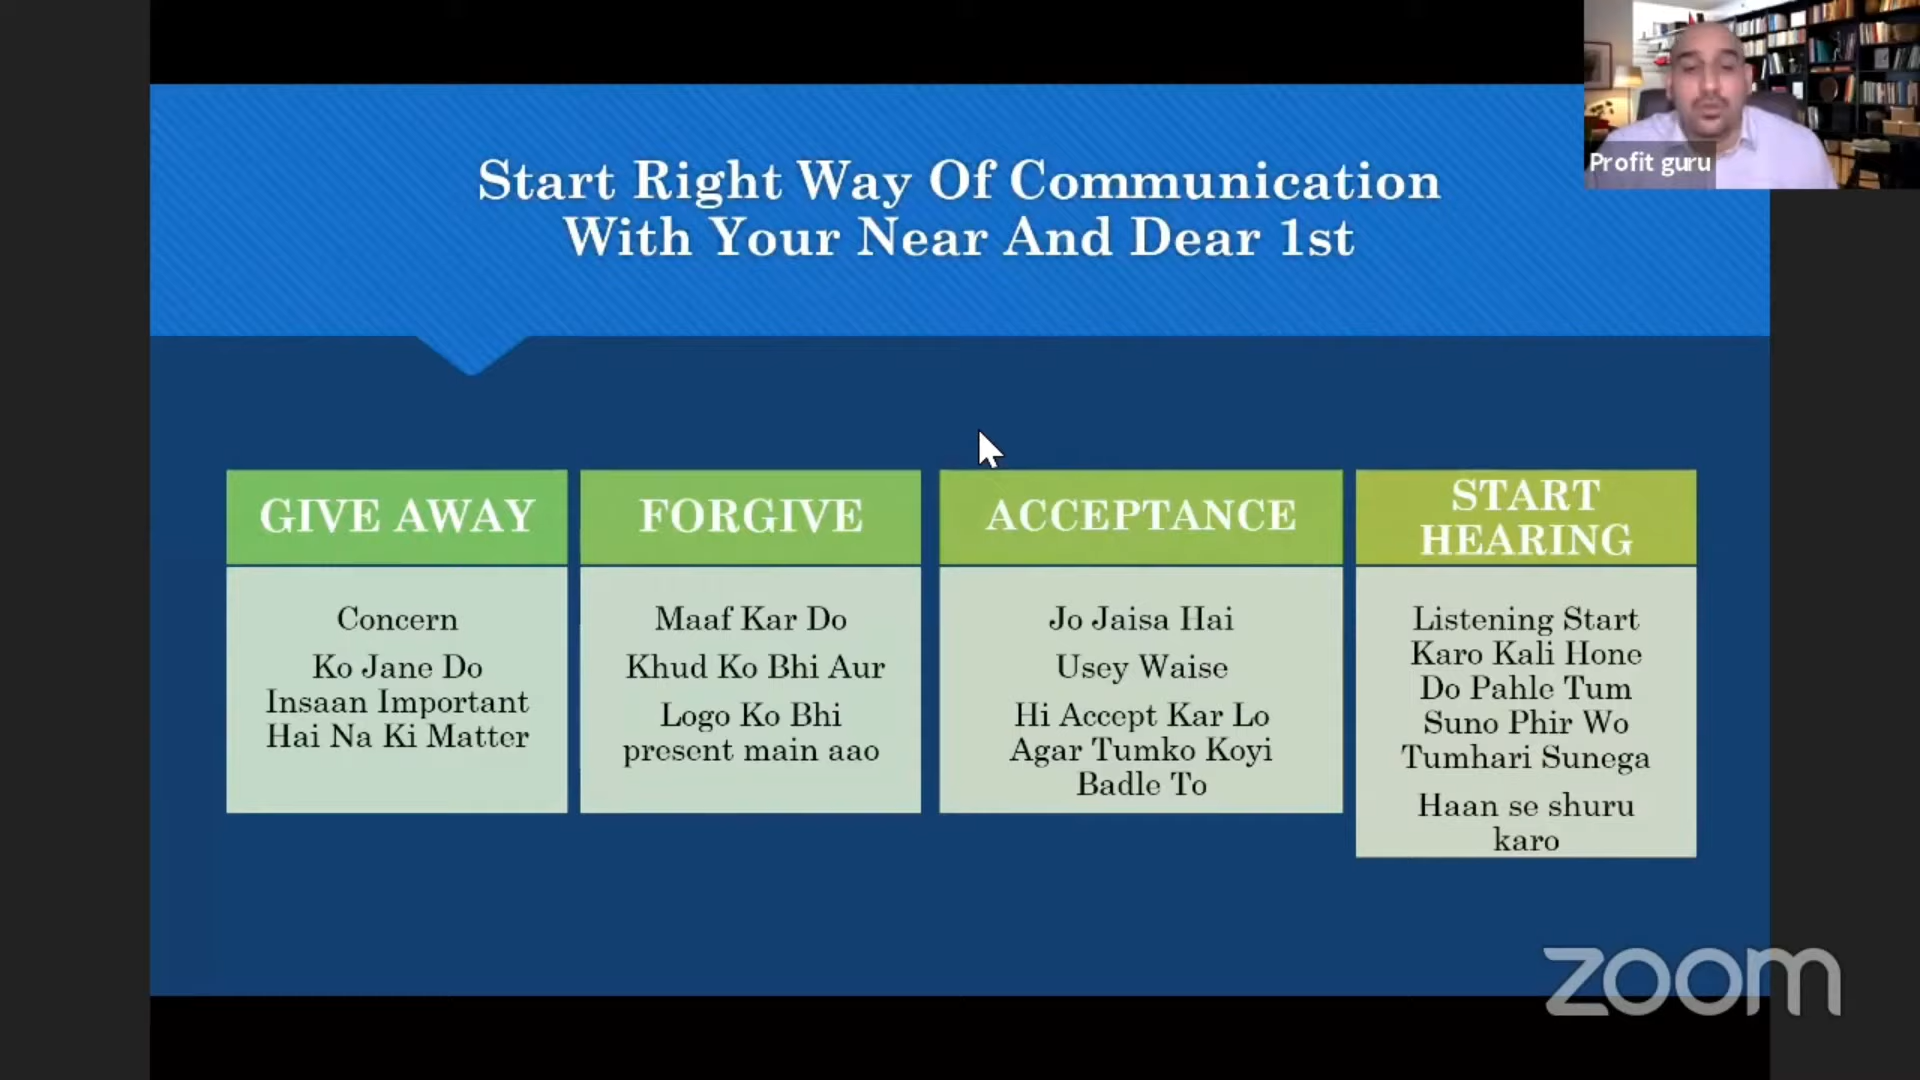 Profit guru
Start Right Way Of Communication
With Your Near And Dear 1st
GIVE AWAY
Concern
Ko Jane Do
Insaan Important
Hai Na Ki Matter
FORGIVE
Maaf Kar Do
Khud Ko Bhi Aur
Logo Ko Bhi
present main aao
ACCEPTANCE
Jo Jaisa Hai
Usey Waise
Hi Accept Kar Lo
Agar Tumko Koyi
Badle To
START
HEARING
Listening Start
Karo Kali Hone
Do Pahle Tum
Suno Phir Wo
Tumhari Sunega
Haan se shuru
karo
zoom